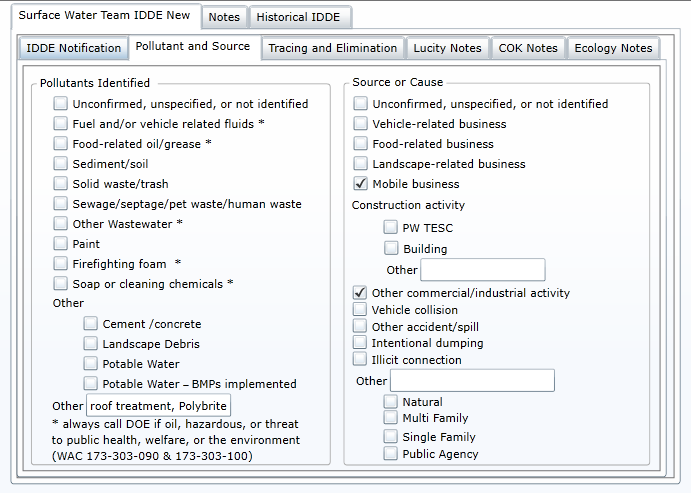 Surface Water Team IDDE New
Notes
Historical IDDE
IDDE Notification
Pollutant and Source
Tracing and Elimination
Lucity Notes
COK Notes
Ecology Notes
Pollutants Identified
Unconfirmed, unspecified, or not identified
Fuel and/or vehicle related fluids *
Food-related oil/grease *
Sediment/soil
Solid waste/trash
Sewage/septage/pet waste/human waste
Other Wastewater *
Paint
Firefighting foam *
Soap or cleaning chemicals *
Other
Cement /concrete
Landscape Debris
Potable Water
Potable Water – BMPs implemented
Other roof treatment, Polybrite
* always call DOE if oil, hazardous, or threat
to public health, welfare, or the environment
(WAC 173-303-090 & 173-303-100)
Source or Cause
Unconfirmed, unspecified, or not identified
Vehicle-related business
Food-related business
Landscape-related business
Mobile business
Construction activity
PW TESC
Building
Other
Other commercial/industrial activity
Vehicle collision
Other accident/spill
Intentional dumping
Illicit connection
Other
Natural
Multi Family
Single Family
Public Agency